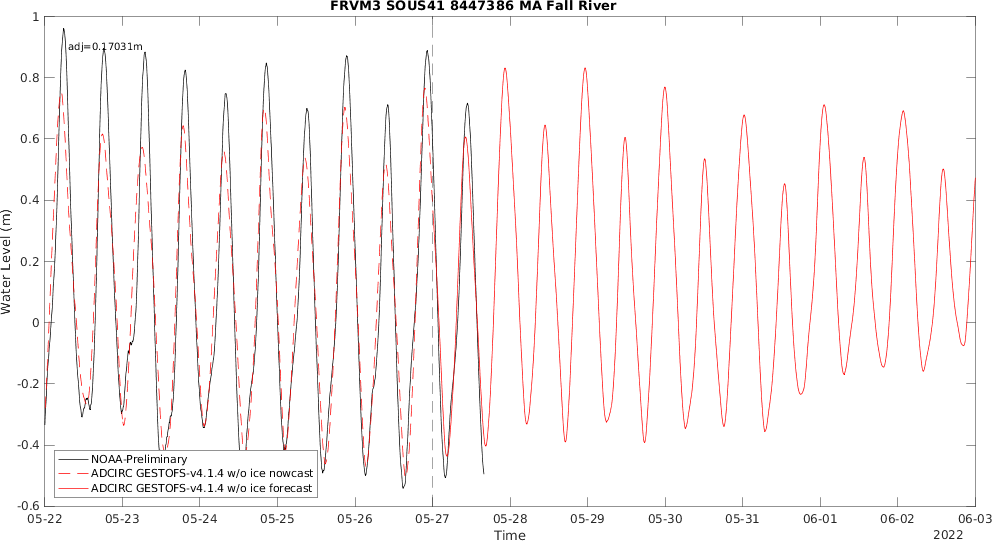 FRVM3 SOUS41 8447386 MA Fall River
adj=0.17031m
Water Level (m)
1
0.8
0.6
0.4
0.2
0
-0.2
-0.4
-0.6
NOAA-Preliminary
ADCIRC GESTOFS-v4.1.4 w/o ice nowcast
ADCIRC GESTOFS-v4.1.4 w/o ice forecast
05-22 05-23 05-24 05-25 05-26 05-27 05-28 05-29 05-30 05-31 06-01 06-02 06-03
Time
2022